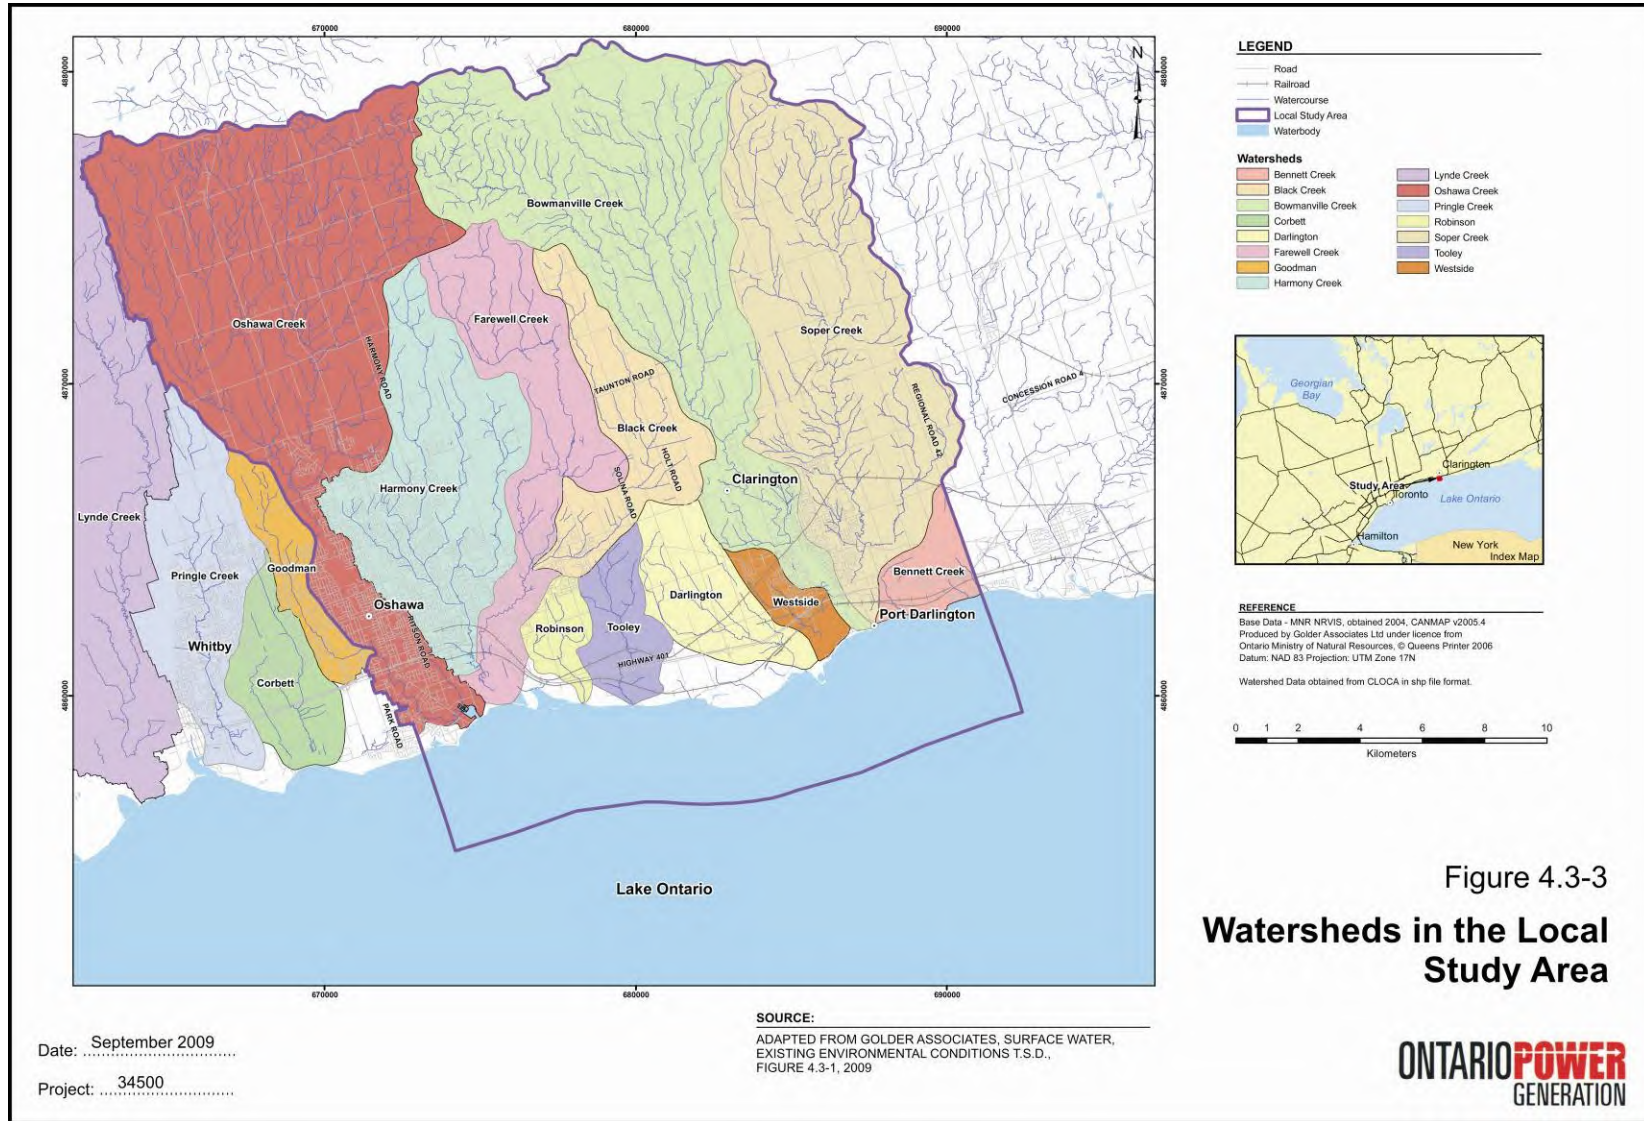 670000
680000
690000
4880000
4880000
N
Bowmanville Creek
Oshawa Creek
Farewell Creek
Soper Creek
HARMONY ROAD
4870000
4870000
TAUNTON ROAD
CONCESSION ROAD 4
REGIONAL ROAD 42
Black Creek
HOLT ROAD
SOLINA ROAD
Clarington
Harmony Creek
Lynde Creek
Pringle Creek
Goodman
Bennett Creek
Oshawa
Darlington
Westside
Port Darlington
RITSON ROAD
Robinson
Tooley
Whitby
HIGHWAY 401
Corbett
4860000
4860000
PARK ROAD
Lake Ontario
670000
680000
690000
LEGEND
Road
Railroad
Watercourse
Local Study Area
Waterbody
Watersheds
Bennett Creek
Black Creek
Bowmanville Creek
Corbett
Darlington
Farewell Creek
Goodman
Harmony Creek
Lynde Creek
Oshawa Creek
Pringle Creek
Robinson
Soper Creek
Tooley
Westside
Georgian
Bay
Clarington
Study Area
Toronto
Lake Ontario
Hamilton
New York
Index Map
REFERENCE
Base Data - MNR NRVIS, obtained 2004, CANMAP v2005.4
Produced by Golder Associates Ltd under licence from
Ontario Ministry of Natural Resources, © Queens Printer 2006
Datum: NAD 83 Projection: UTM Zone 17N
Watershed Data obtained from CLOCA in shp file format.
0 1 2 4 6 8 10
Kilometers
Figure 4.3-3
Watersheds in the Local
Study Area
SOURCE:
ADAPTED FROM GOLDER ASSOCIATES, SURFACE WATER,
EXISTING ENVIRONMENTAL CONDITIONS T.S.D.,
FIGURE 4.3-1, 2009
Date: September 2009
Project: 34500
ONTARIOPOWER
GENERATION